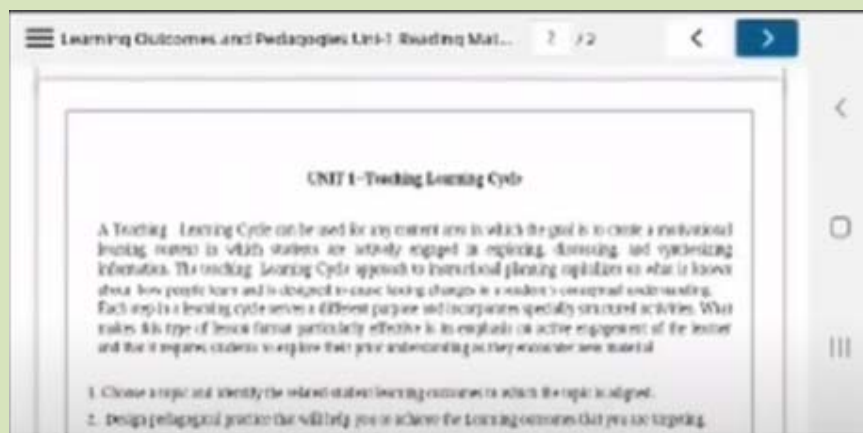 Learning Outcomes and Pedagogies Unit-1 Reading Mat... 2 / 2
UNIT 1 - Teaching Learning Cycle
A Teaching Learning Cycle can be used for any content area in which the goal is to create a motivational
learning context in which students are actively engaged in exploring, discussing, and synthesizing
information. The teaching Learning Cycle approach to instructional planning capitalizes on what is known
about how people learn and is designed to cause lasting changes in a student's conceptual understanding.
Each step in a learning cycle serves a different purpose and incorporates specially structured activities. What
makes this type of lesson format particularly effective is its emphasis on active engagement of the learner
and that it requires students to explore their prior understanding as they encounter new material
1. Choose a topic and identify the related student learning outcomes to which the topic is aligned.
2. Design pedagogical practice that will help you to achieve the Learning outcomes that you are targeting.